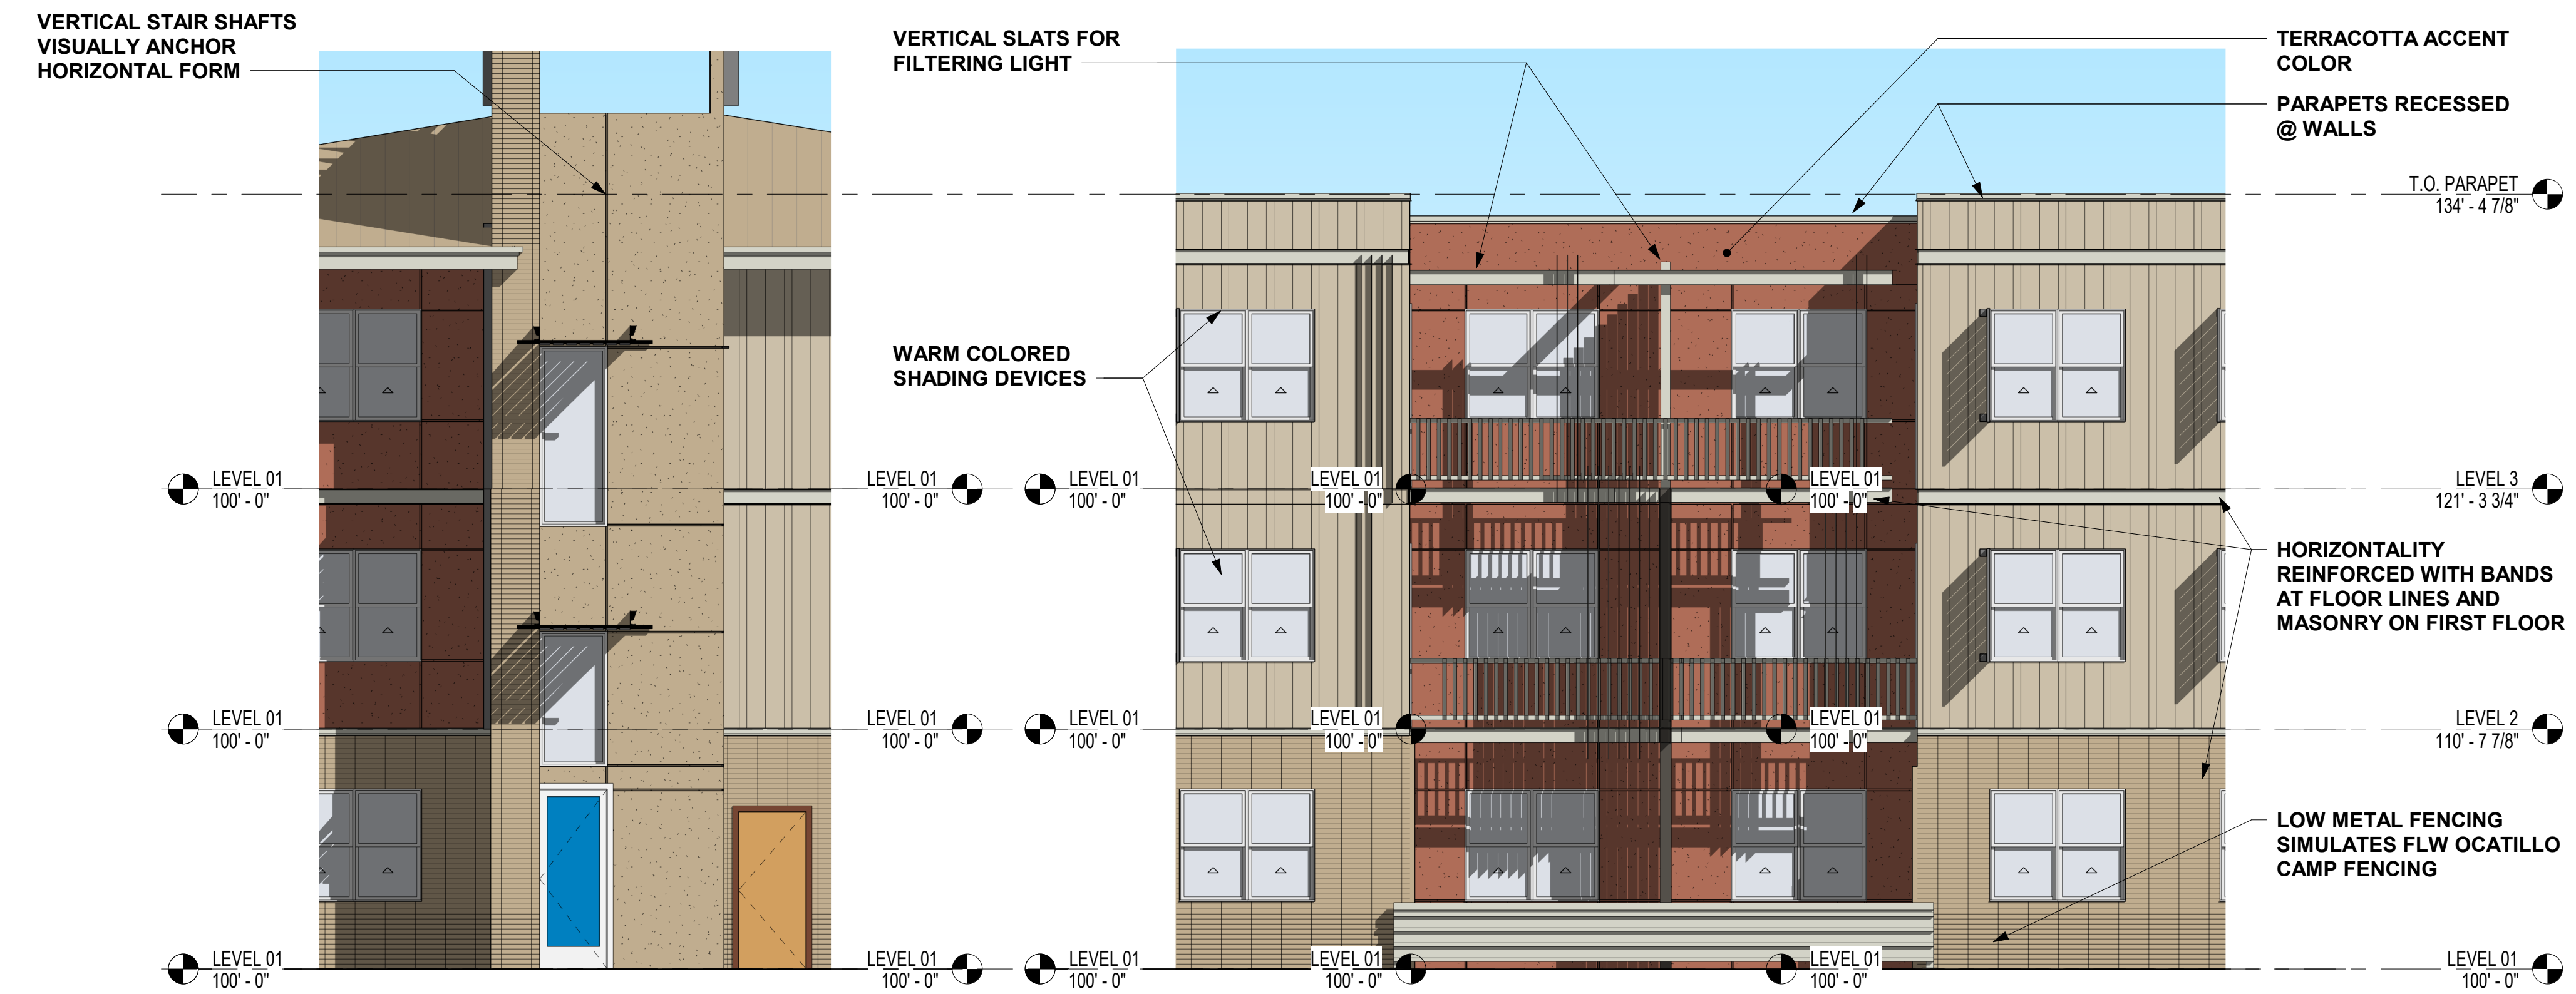 VERTICAL STAIR SHAFTS
VISUALLY ANCHOR
HORIZONTAL FORM
VERTICAL SLATS FOR
FILTERING LIGHT
TERRACOTTA ACCENT
COLOR
PARAPETS RECESSED
@ WALLS
T.O. PARAPET
134' - 4 7/8"
WARM COLORED
SHADING DEVICES
LEVEL 01
100' - 0"
LEVEL 01
100' - 0"
LEVEL 01
100' - 0"
LEVEL 01
100' - 0"
LEVEL 01
100' - 0"
LEVEL 3
121' - 3 3/4"
HORIZONTALITY
REINFORCED WITH BANDS
AT FLOOR LINES AND
MASONRY ON FIRST FLOOR
LEVEL 01
100' - 0"
LEVEL 01
100' - 0"
LEVEL 01
100' - 0"
LEVEL 01
100' - 0"
LEVEL 01
100' - 0"
LEVEL 2
110' - 7 7/8"
LOW METAL FENCING
SIMULATES FLW OCATILLO
CAMP FENCING
LEVEL 01
100' - 0"
LEVEL 01
100' - 0"
LEVEL 01
100' - 0"
LEVEL 01
100' - 0"
LEVEL 01
100' - 0"
LEVEL 01
100' - 0"